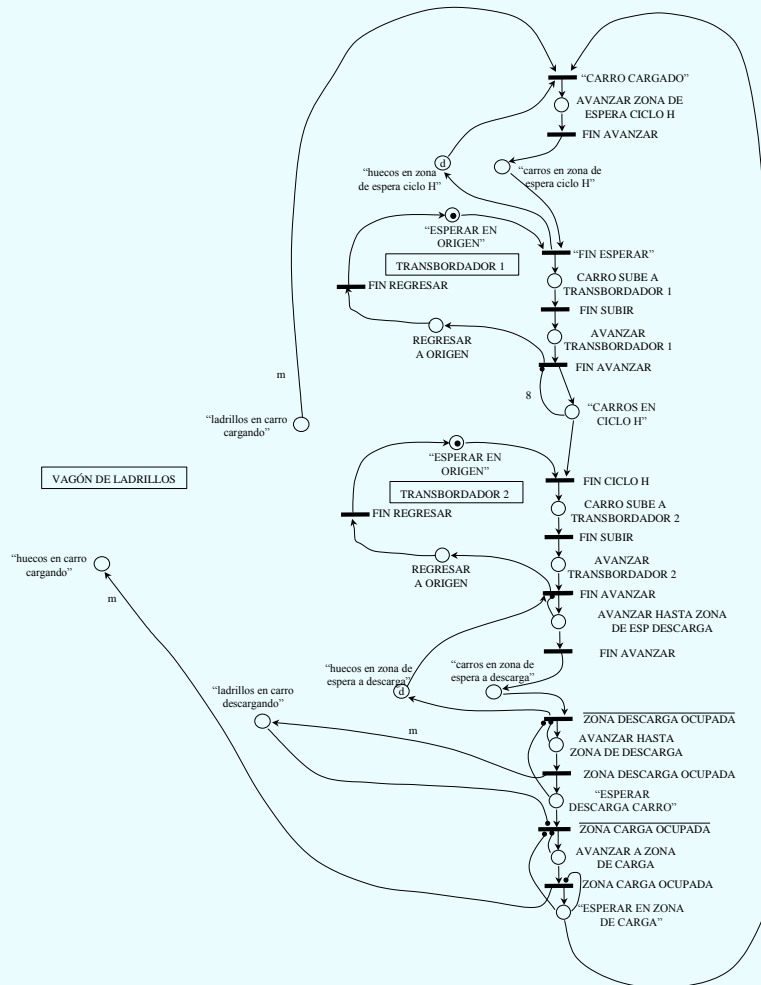 “CARRO CARGADO”
AVANZAR ZONA DE
ESPERA CICLO H
FIN AVANZAR
d
“huecos en zona
de espera ciclo H”
“carros en zona de
espera ciclo H”
“ESPERAR EN
ORIGEN”
“FIN ESPERAR”
TRANSBORDADOR 1
CARRO SUBE A
TRANSBORDADOR 1
FIN REGRESAR
FIN SUBIR
AVANZAR
TRANSBORDADOR 1
REGRESAR
A ORIGEN
FIN AVANZAR
m
8
“CARROS EN
CICLO H”
“ladrillos en carro
cargando”
“ESPERAR EN
ORIGEN”
VAGÓN DE LADRILLOS
FIN CICLO H
TRANSBORDADOR 2
CARRO SUBE A
TRANSBORDADOR 2
FIN REGRESAR
FIN SUBIR
“huecos en carro
cargando”
AVANZAR
TRANSBORDADOR 2
REGRESAR
A ORIGEN
FIN AVANZAR
m
AVANZAR HASTA ZONA
DE ESP DESCARGA
FIN AVANZAR
“huecos en zona de
espera a descarga”
“carros en zona de
espera a descarga”
d
“ladrillos en carro
descargando”
ZONA DESCARGA OCUPADA
m
AVANZAR HASTA
ZONA DE DESCARGA
ZONA DESCARGA OCUPADA
“ESPERAR
DESCARGA CARRO”
ZONA CARGA OCUPADA
AVANZAR A ZONA
DE CARGA
ZONA CARGA OCUPADA
“ESPERAR EN ZONA
DE CARGA”